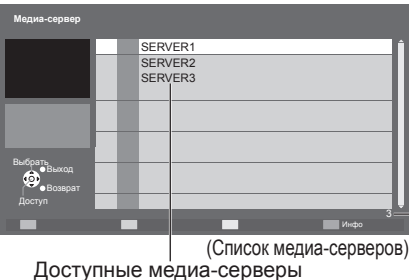 Медиа-сервер
SERVER1
SERVER2
SERVER3
Выбрать
Выход
Возврат
Доступ
3
Инфо
(Список медиа-серверов)
Доступные медиа-серверы